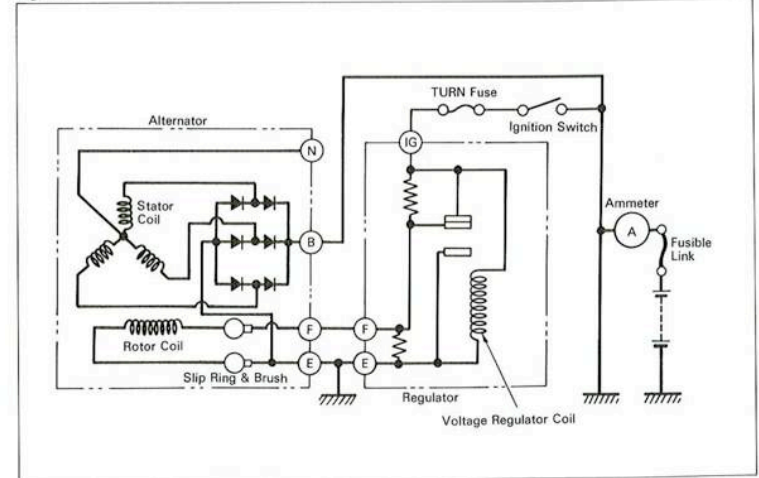 TURN Fuse
Alternator
Ignition Switch
N
IG
Stator
Coil
Ammeter
A
Fusible
Link
B
F
F
Rotor Coil
E
E
Slip Ring & Brush
Regulator
Voltage Regulator Coil